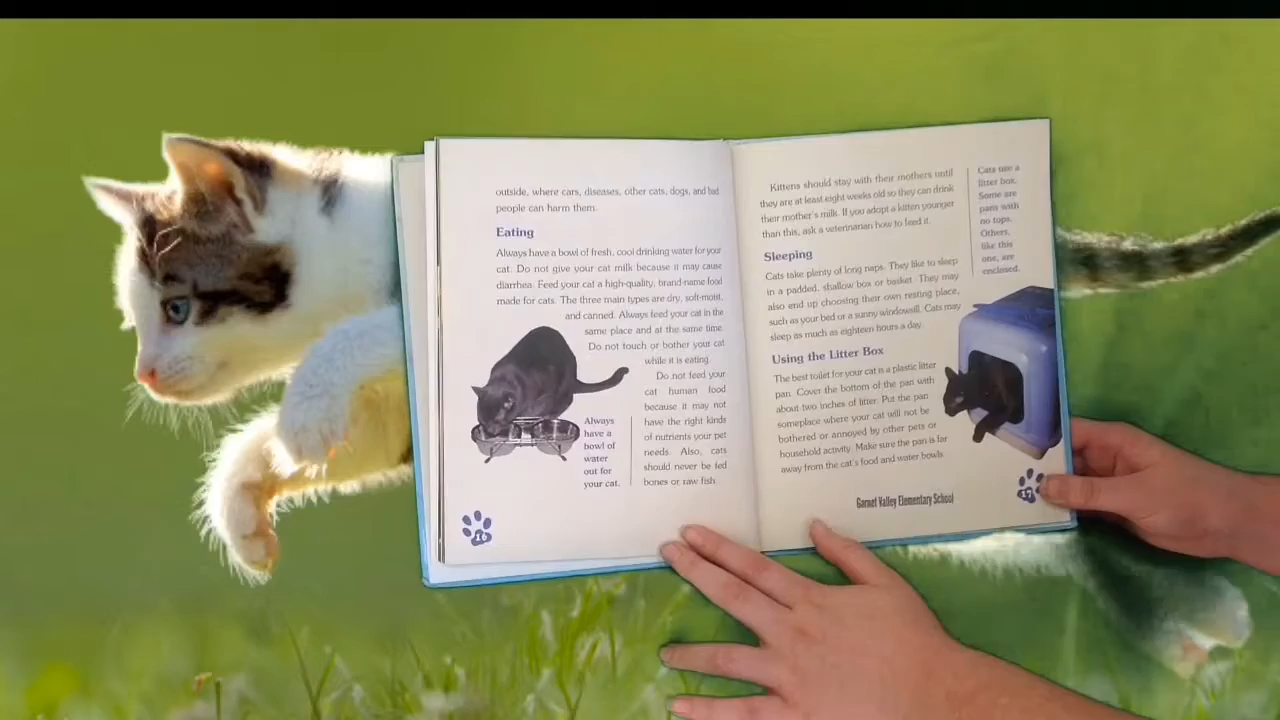 outside, where cars, diseases, other cats, dogs, and bad
people can harm them.
Eating
Always have a bowl of fresh, cool drinking water for your
cat. Do not give your cat milk because it may cause
diarrhea. Feed your cat a high-quality, brand-name food
made for cats. The three main types are dry, soft-moist,
and canned. Always feed your cat in the
same place and at the same time.
Do not touch or bother your cat
while it is eating.
Do not feed your
cat human food
because it may not
have the right kinds
of nutrients your pet
needs. Also, cats
should never be fed
bones or raw fish.
Always
have a
bowl of
water
out for
your cat.
16
Kittens should stay with their mothers until
they are at least eight weeks old so they can drink
their mother's milk. If you adopt a kitten younger
than this, ask a veterinarian how to feed it.
Sleeping
Cats take plenty of long naps. They like to sleep
in a padded, shallow box or basket. They may
also end up choosing their own resting place,
such as your bed or a sunny windowsill. Cats may
sleep as much as eighteen hours a day.
Using the Litter Box
The best toilet for your cat is a plastic litter
pan. Cover the bottom of the pan with
about two inches of litter. Put the pan
someplace where your cat will not be
bothered or annoyed by other pets or
household activity. Make sure the pan is far
away from the cat's food and water bowls.
Cats use a
litter box.
Some are
pans with
no tops.
Others,
like this
one, are
enclosed.
Garnet Valley Elementary School
17